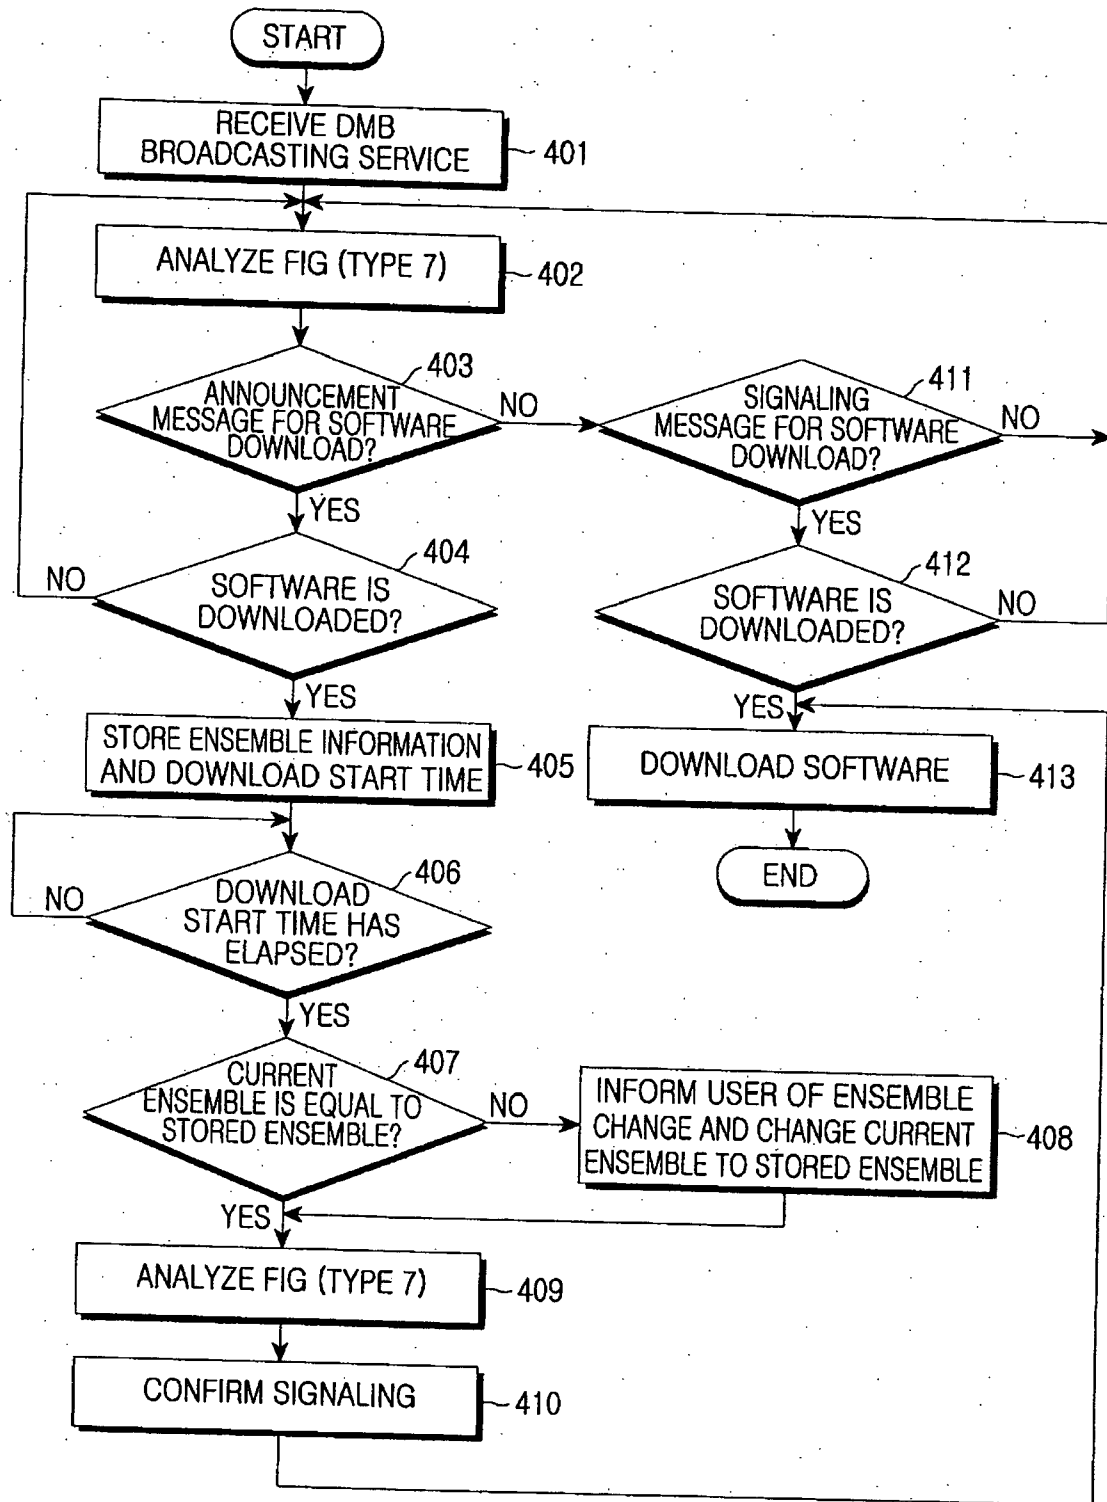 START
RECEIVE DMB
BROADCASTING SERVICE
401
ANALYZE FIG (TYPE 7)
402
403
ANNOUNCEMENT
MESSAGE FOR SOFTWARE
DOWNLOAD?
NO
YES
411
SIGNALING
MESSAGE FOR SOFTWARE
DOWNLOAD?
NO
YES
404
SOFTWARE IS
DOWNLOADED?
NO
YES
412
SOFTWARE IS
DOWNLOADED?
NO
YES
STORE ENSEMBLE INFORMATION
AND DOWNLOAD START TIME
405
DOWNLOAD SOFTWARE
413
END
406
DOWNLOAD
START TIME HAS
ELAPSED?
NO
YES
407
CURRENT
ENSEMBLE IS EQUAL TO
STORED ENSEMBLE?
NO
YES
INFORM USER OF ENSEMBLE
CHANGE AND CHANGE CURRENT
ENSEMBLE TO STORED ENSEMBLE
408
ANALYZE FIG (TYPE 7)
409
CONFIRM SIGNALING
410